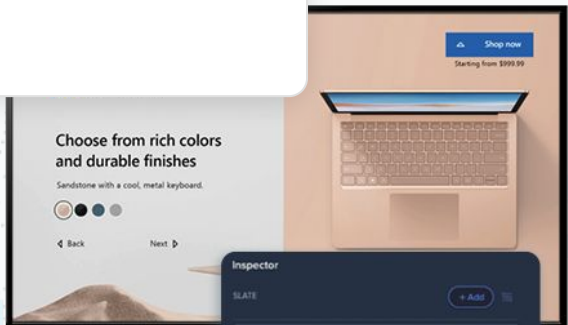 Shop now
Starting from $999.99
Choose from rich colors
and durable finishes
Sandstone with a cool, metal keyboard.
Back
Next
Inspector
SLATE
+ Add